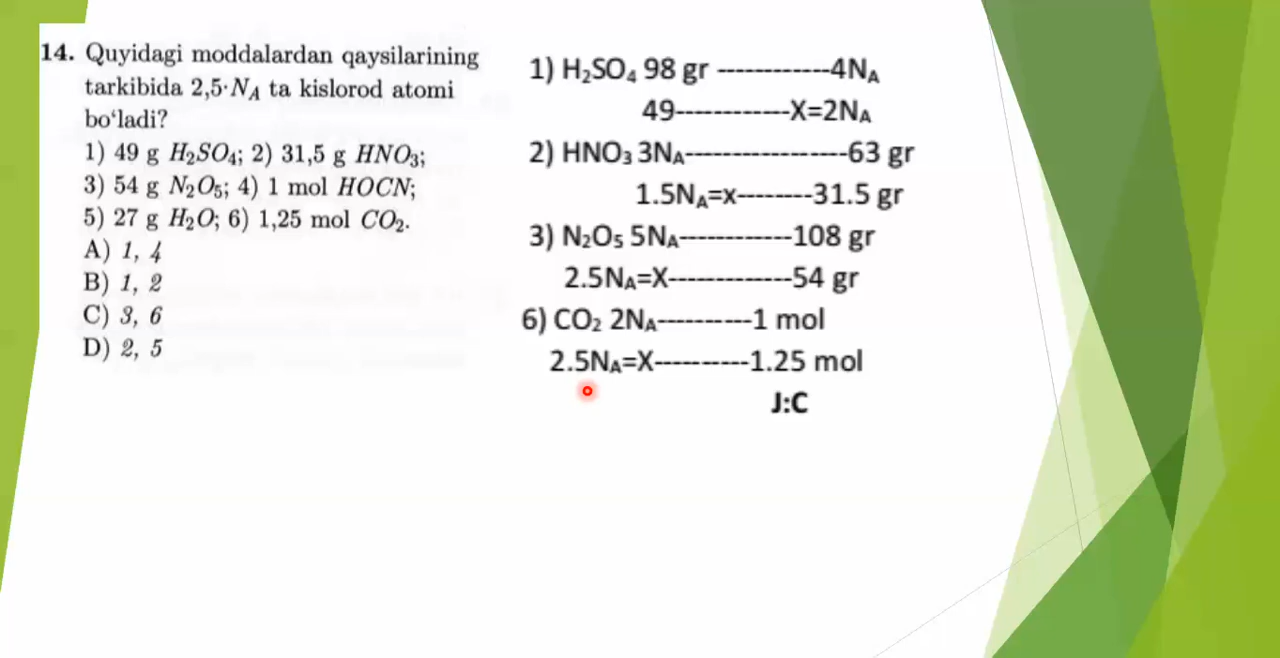 14. Quyidagi moddalardan qaysilarining
tarkibida 2,5·N_A ta kislorod atomi
bo‘ladi?
1) 49 g H₂SO₄; 2) 31,5 g HNO₃;
3) 54 g N₂O₅; 4) 1 mol HOCN;
5) 27 g H₂O; 6) 1,25 mol CO₂.
A) 1, 4
B) 1, 2
C) 3, 6
D) 2, 5
1) H₂SO₄ 98 gr ------------4N_A
49------------X=2N_A
2) HNO₃ 3N_A-----------------63 gr
1.5N_A=x--------31.5 gr
3) N₂O₅ 5N_A------------108 gr
2.5N_A=X-------------54 gr
6) CO₂ 2N_A----------1 mol
2.5N_A=X----------1.25 mol
J:C